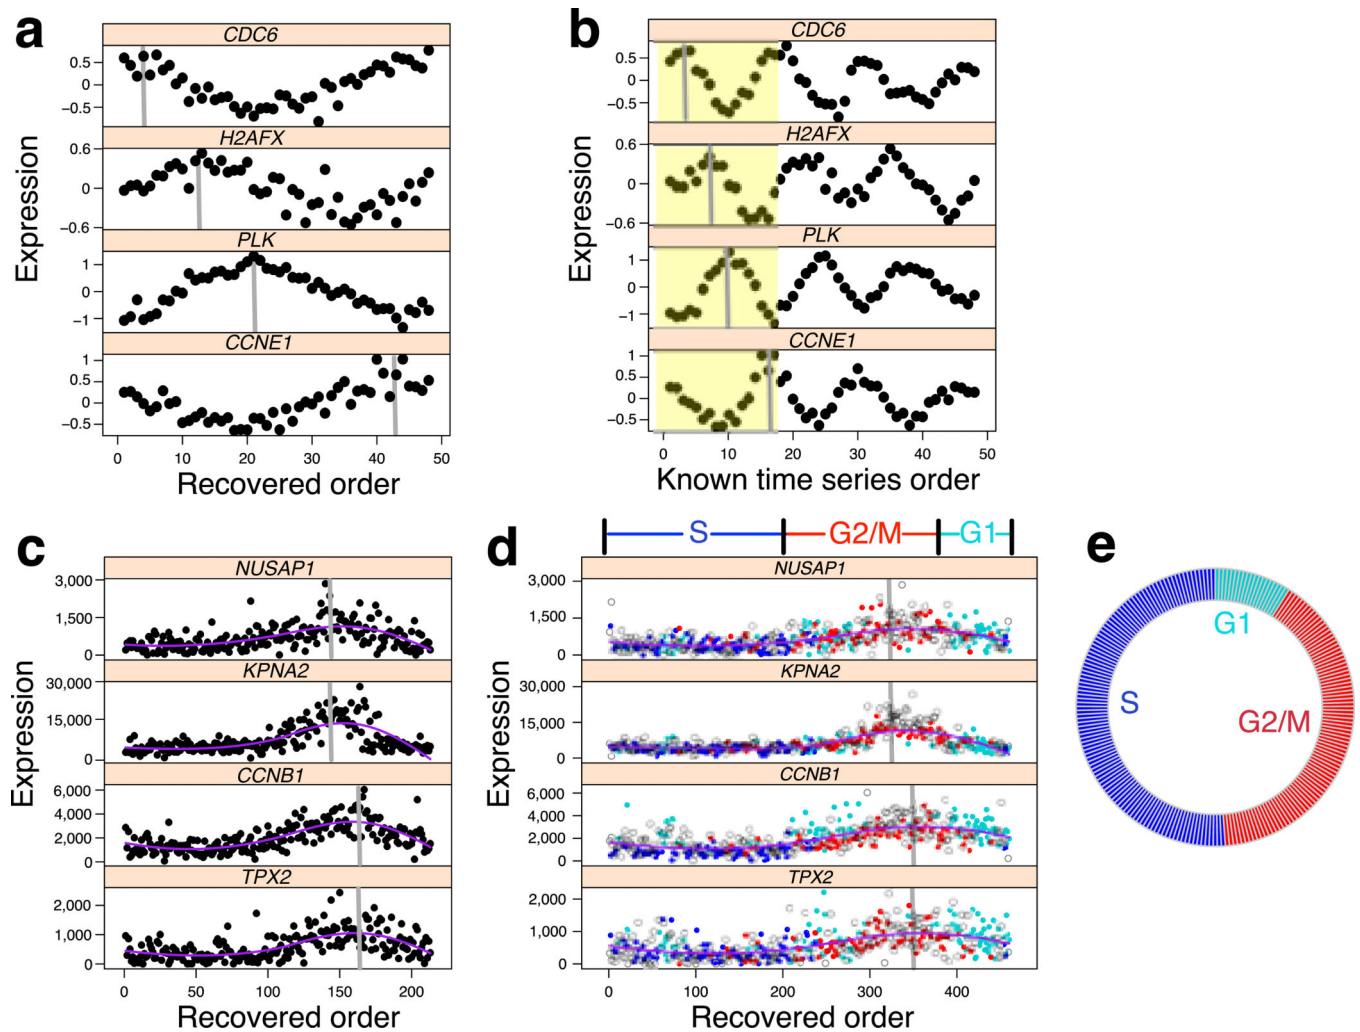 a
CDC6
0.5
0
−0.5
H2AFX
0.6
0
−0.6
PLK
1
0
−1
CCNE1
1
0.5
0
−0.5
Expression
Expression
0 10 20 30 40 50
Recovered order
b
CDC6
0.5
0
−0.5
H2AFX
0.6
0
−0.6
PLK
1
0
−1
CCNE1
1
0.5
0
−0.5
Expression
Expression
0 10 20 30 40 50
Known time series order
c
NUSAP1
3,000
1,500
0
KPNA2
30,000
15,000
0
CCNB1
6,000
4,000
2,000
0
TPX2
2,000
1,000
0
Expression
Expression
0 50 100 150 200
Recovered order
d
S G2/M G1
NUSAP1
3,000
1,500
0
KPNA2
30,000
15,000
0
CCNB1
6,000
4,000
2,000
0
TPX2
2,000
1,000
0
Expression
Expression
0 100 200 300 400
Recovered order
e
G1
S
G2/M